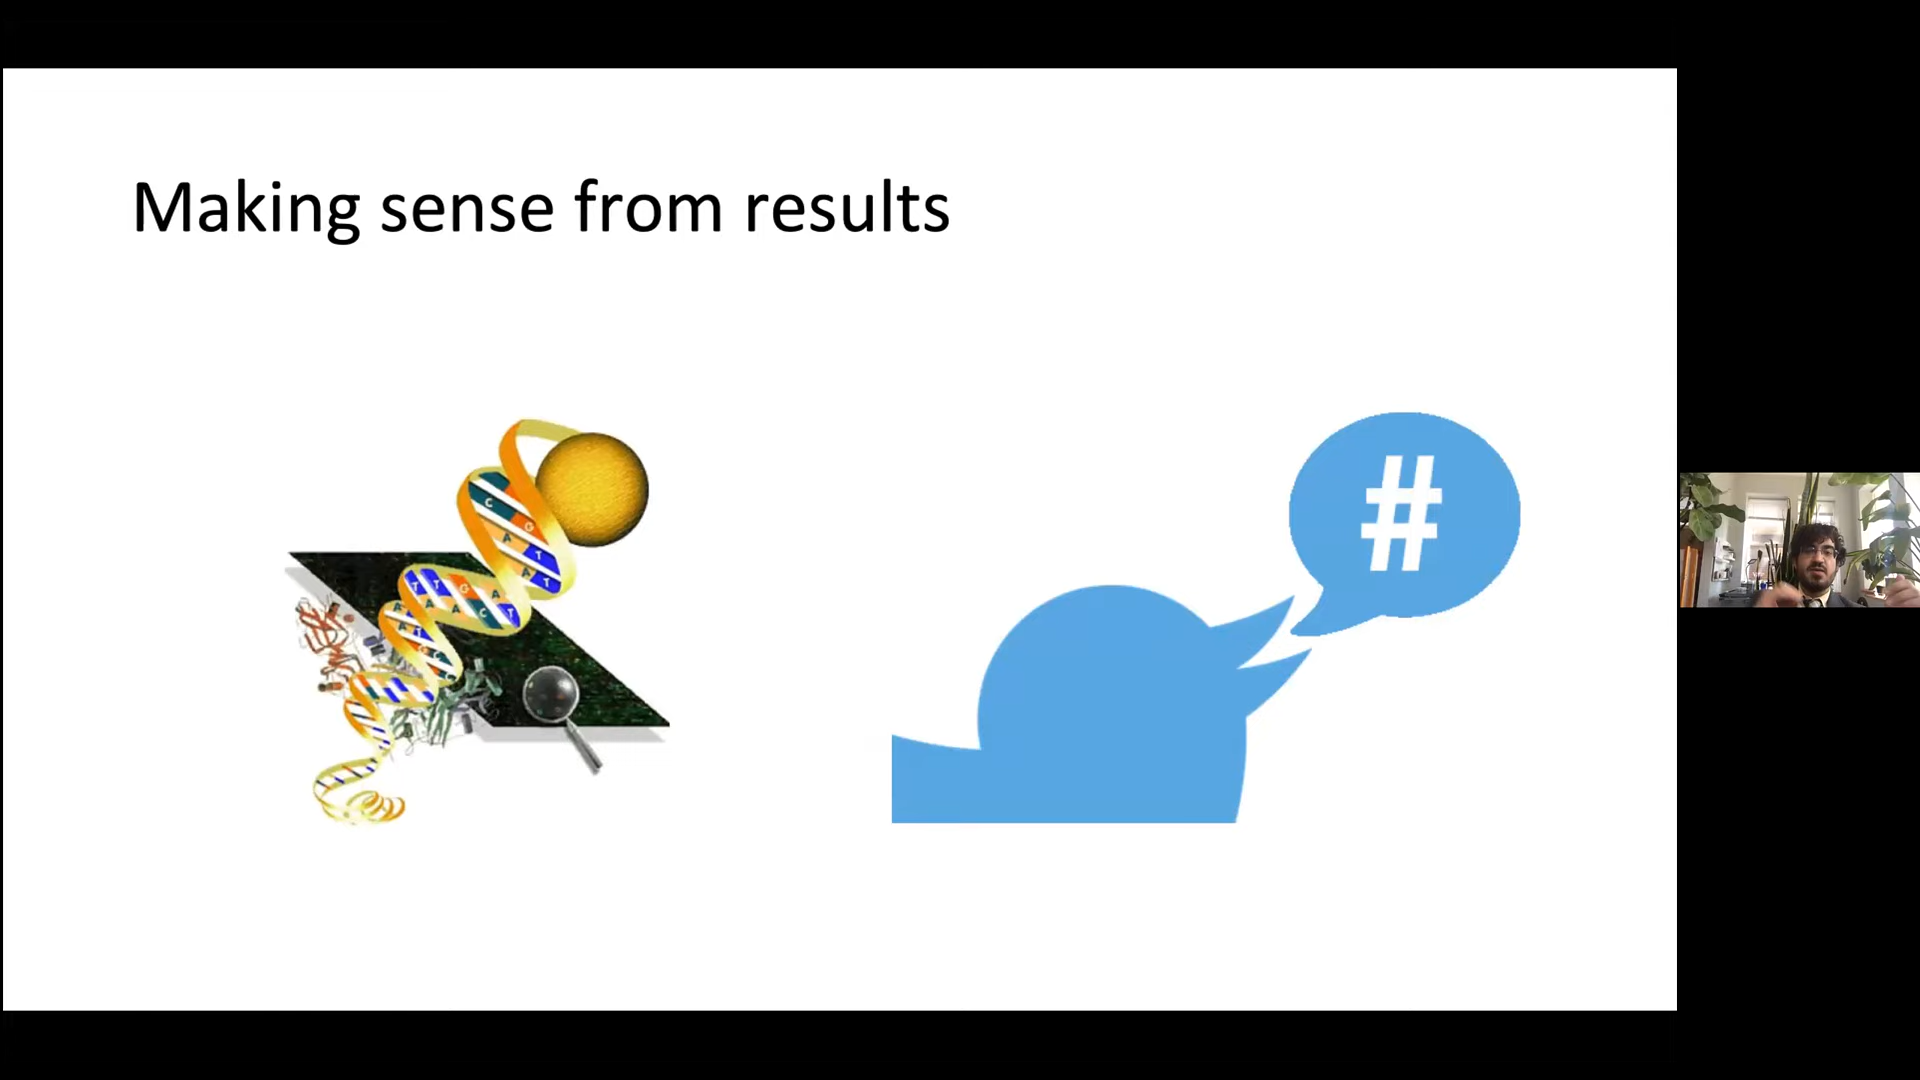 Making sense from results
#
C
G
A T
A T
T T G A
A A A C T
A T
C C